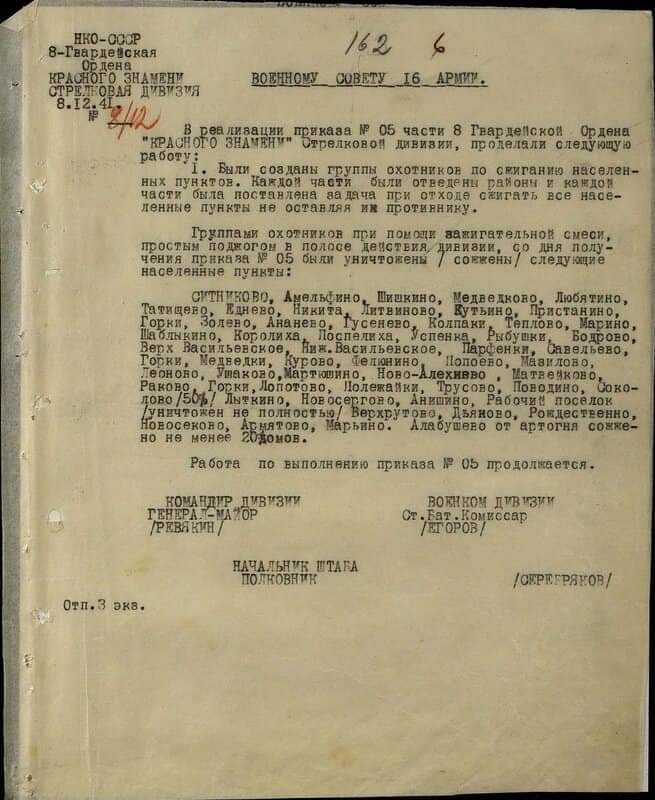 162 6
НКО-СССР
8-Гвардейская
Ордена
КРАСНОГО ЗНАМЕНИ
СТРЕЛКОВАЯ ДИВИЗИЯ
8.12.41.
№ 8/12
ВОЕННОМУ СОВЕТУ 16 АРМИИ.
В реализации приказа № 05 части 8 Гвардейской Ордена
"КРАСНОГО ЗНАМЕНИ" Стрелковой дивизии, проделали следующую
работу:
1. Были созданы группы охотников по сжиганию населен-
ных пунктов. Каждой части были отведены районы и каждой
части была поставлена задача при отходе сжигать все насе-
ленные пункты не оставляя их противнику.
Группами охотников при помощи зажигательной смеси,
простым поджогом в полосе действия дивизии, со дня полу-
чения приказа № 05 были уничтожены / сожжены/ следующие
населенные пункты:
СИТНИКОВО, Амельфино, Шишкино, Медведково, Любятино,
Татищево, Еднево, Никита, Литвиново, Кутьино, Пристанино,
Горки, Золево, Ананево, Гусенево, Колпаки, Теплово, Марино,
Шаблыкино, Королиха, Поспелиха, Успенка, Рыбушки, Бодрово,
Верх Васильевское, Ниж.Васильевское, Парфенки, Савельево,
Горки, Медведки, Курово, Фелюнино, Лопоево, Мазилово,
Леоново, Ушаково, Мартюшино, Ново-Алехнево, Матвейково,
Раково, Горки, Лопотово, Полежайки, Трусово, Поводино, Соко-
лово/50%/ Лыткино, Новосергово, Анишино, Рабочий поселок
/уничтожен не полностью/ Верхрутово, Дьяново, Рождественно,
Новосеково, Армятово, Марьино. Алабушево от артогня сожже-
но не менее 20 домов.
Работа по выполнению приказа № 05 продолжается.
КОМАНДИР ДИВИЗИИ
ГЕНЕРАЛ-МАЙОР
/РЕВЯКИН/
ВОЕНКОМ ДИВИЗИИ
Ст.Бат.Комиссар
/ЕГОРОВ/
НАЧАЛЬНИК ШТАБА
ПОЛКОВНИК /СЕРЕБРЯКОВ/
Отп.3 экз.